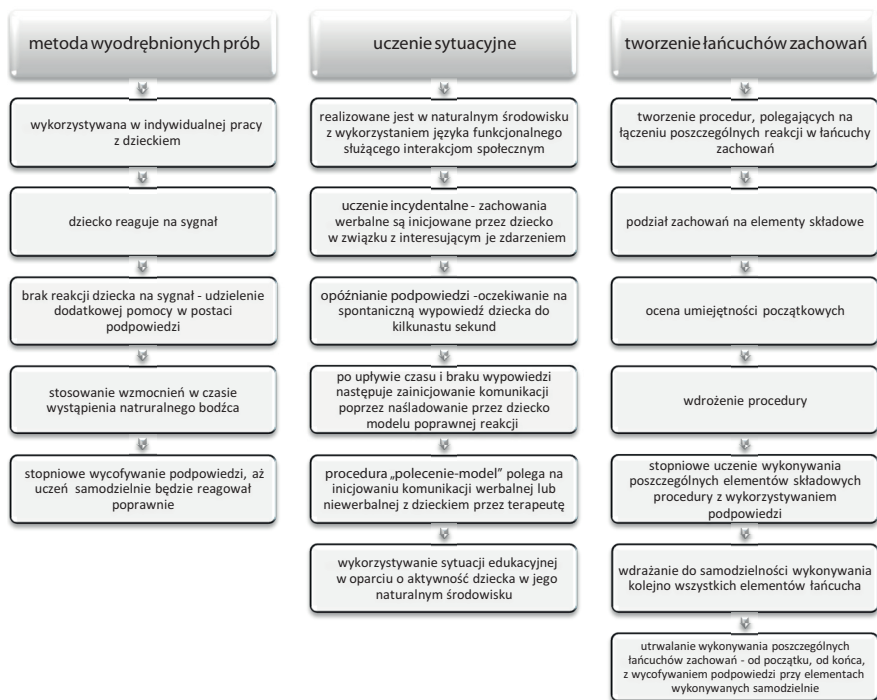 metoda wyodrębnionych prób
wykorzystywana w indywidualnej pracy
z dzieckiem
dziecko reaguje na sygnał
brak reakcji dziecka na sygnał - udzielenie
dodatkowej pomocy w postaci
podpowiedzi
stosowanie wzmocnień w czasie
wystąpienia natruralnego bodźca
stopniowe wycofywanie podpowiedzi, aż
uczeń samodzielnie będzie reagował
poprawnie
uczenie sytuacyjne
realizowane jest w naturalnym środowisku
z wykorzystaniem języka funkcjonalnego
służącego interakcjom społecznym
uczenie incydentalne - zachowania
werbalne są inicjowane przez dziecko
w związku z interesującym je zdarzeniem
opóźnianie podpowiedzi -oczekiwanie na
spontaniczną wypowiedź dziecka do
kilkunastu sekund
po upływie czasu i braku wypowiedzi
następuje zainicjowanie komunikacji
poprzez naśladowanie przez dziecko
modelu poprawnej reakcji
procedura „polecenie-model” polega na
inicjowaniu komunikacji werbalnej lub
niewerbalnej z dzieckiem przez terapeutę
wykorzystywanie sytuacji edukacyjnej
w oparciu o aktywność dziecka w jego
naturalnym środowisku
tworzenie łańcuchów zachowań
tworzenie procedur, polegających na
łączeniu poszczególnych reakcji w łańcuchy
zachowań
podział zachowań na elementy składowe
ocena umiejętności początkowych
wdrożenie procedury
stopniowe uczenie wykonywania
poszczególnych elementów składowych
procedury z wykorzystywaniem
podpowiedzi
wdrażanie do samodzielności wykonywania
kolejno wszystkich elementów łańcucha
utrwalanie wykonywania poszczególnych
łańcuchów zachowań - od początku, od końca,
z wycofywaniem podpowiedzi przy elementach
wykonywanych samodzielnie